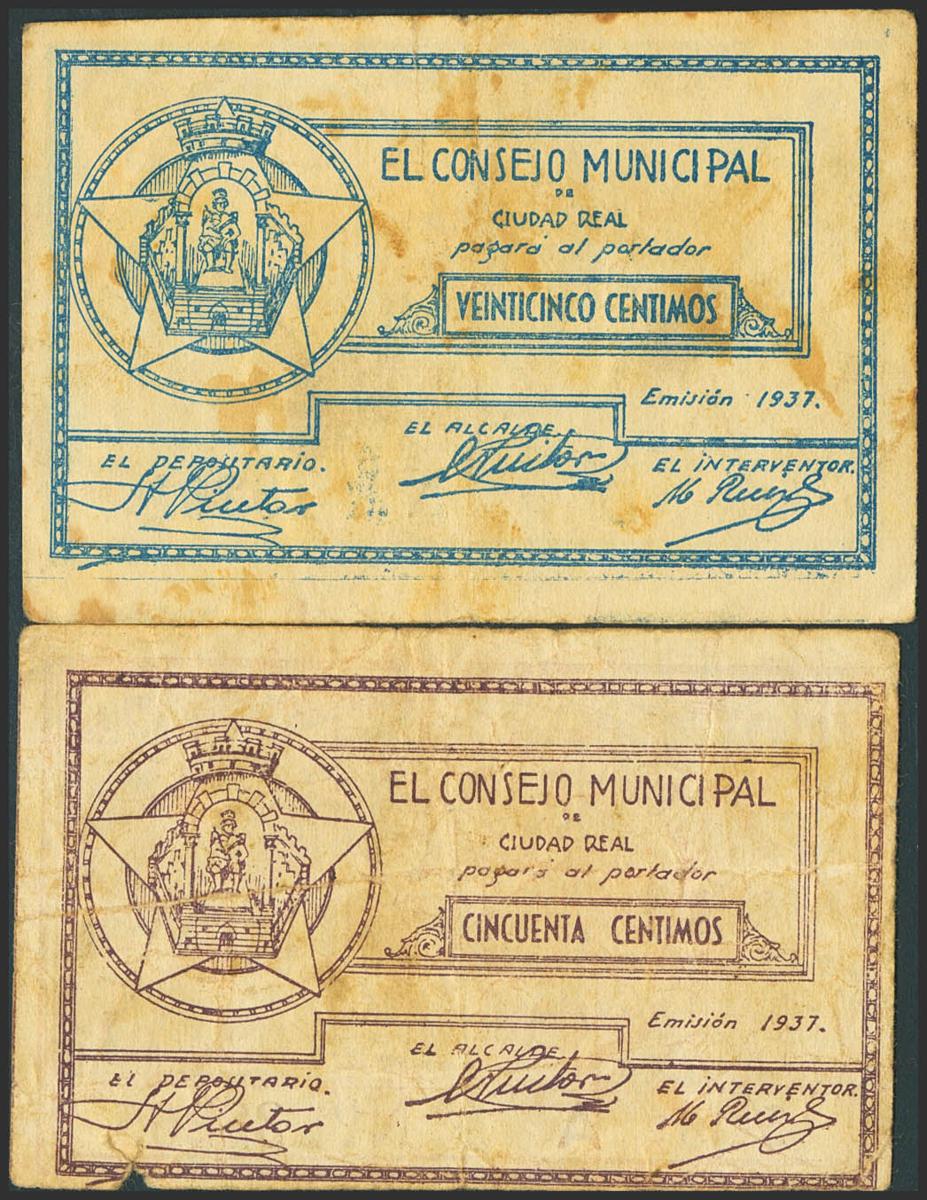 EL CONSEJO MUNICIPAL
DE
CIUDAD REAL
pagará al portador
VEINTICINCO CENTIMOS
Emisión 1937.
EL ALCALDE
EL DEPOSITARIO.
EL INTERVENTOR.
EL CONSEJO MUNICIPAL
DE
CIUDAD REAL
pagará al portador
CINCUENTA CENTIMOS
Emisión 1937.
EL ALCALDE
EL DEPOSITARIO.
EL INTERVENTOR.